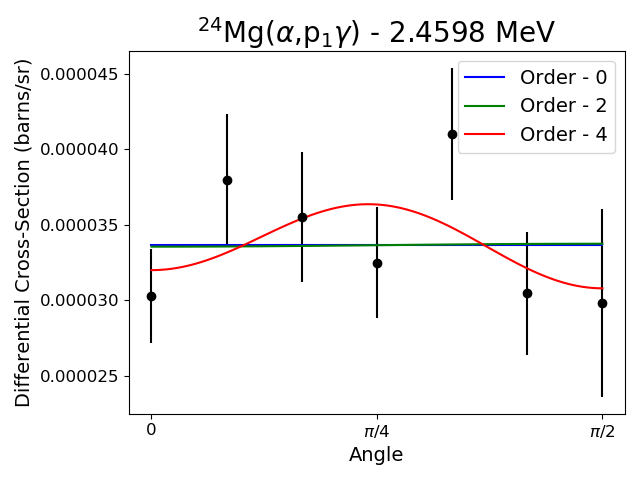 ²⁴Mg(α,p₁γ) - 2.4598 MeV
Differential Cross-Section (barns/sr)
0.000045
0.000040
0.000035
0.000030
0.000025
Order - 0
Order - 2
Order - 4
0
π/4
π/2
Angle